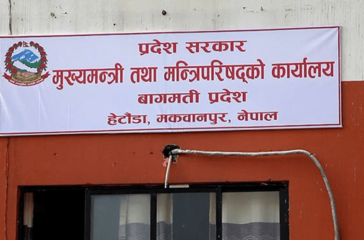 प्रदेश सरकार
मुख्यमन्त्री तथा मन्त्रिपरिषद्को कार्यालय
बागमती प्रदेश
हेटौंडा, मकवानपुर, नेपाल